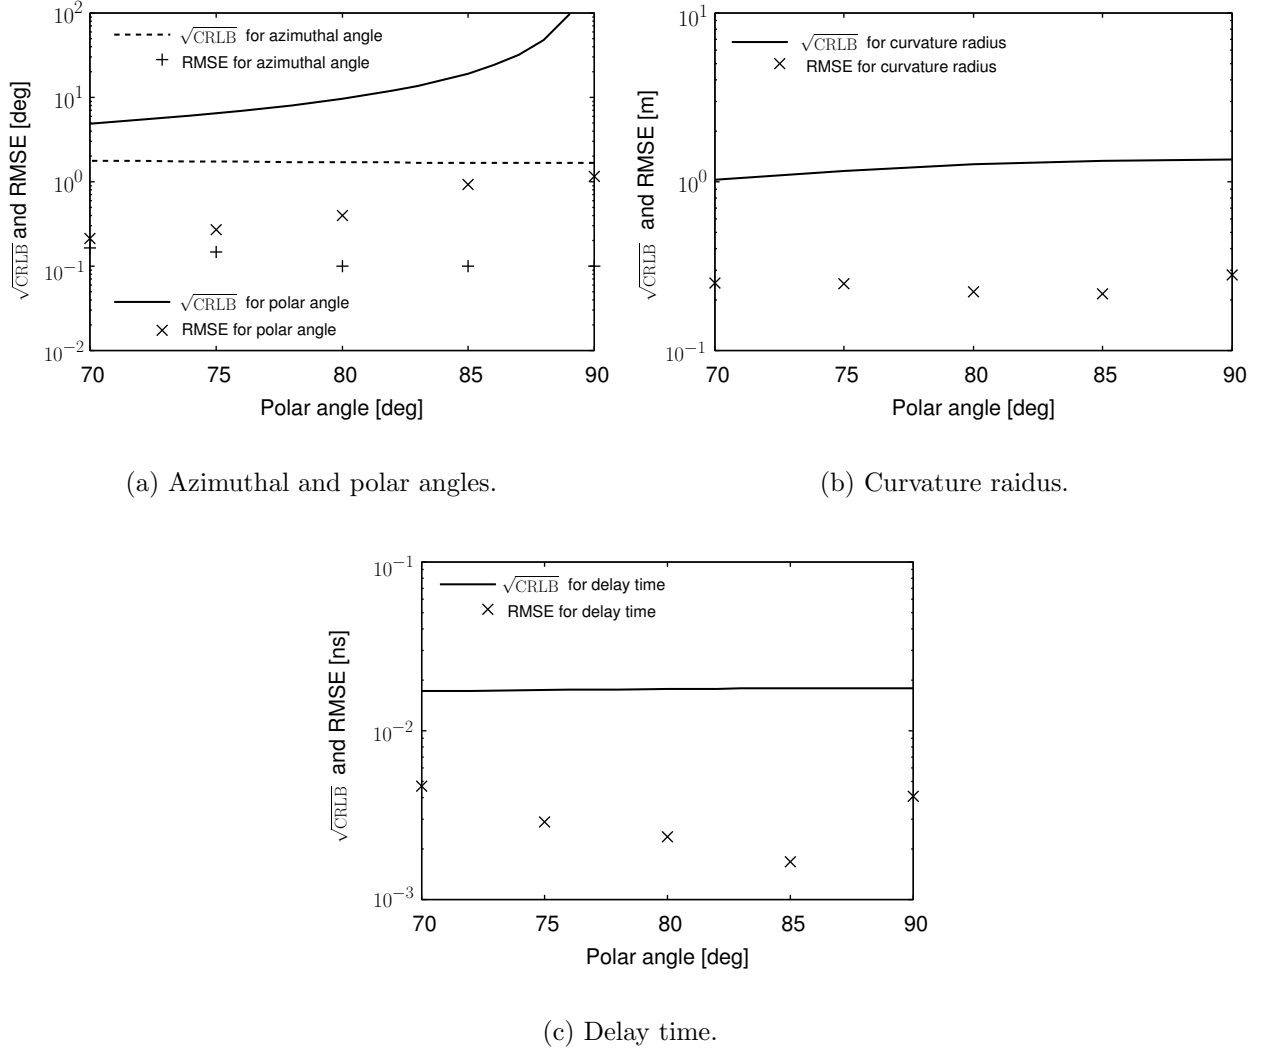 10^2
10^1
10^0
10^-1
10^-2
√CRLB and RMSE [deg]
√CRLB for azimuthal angle
RMSE for azimuthal angle
√CRLB for polar angle
RMSE for polar angle
70 75 80 85 90
Polar angle [deg]
(a) Azimuthal and polar angles.
10^1
10^0
10^-1
√CRLB and RMSE [m]
√CRLB for curvature radius
RMSE for curvature radius
70 75 80 85 90
Polar angle [deg]
(b) Curvature raidus.
10^-1
10^-2
10^-3
√CRLB and RMSE [ns]
√CRLB for delay time
RMSE for delay time
70 75 80 85 90
Polar angle [deg]
(c) Delay time.